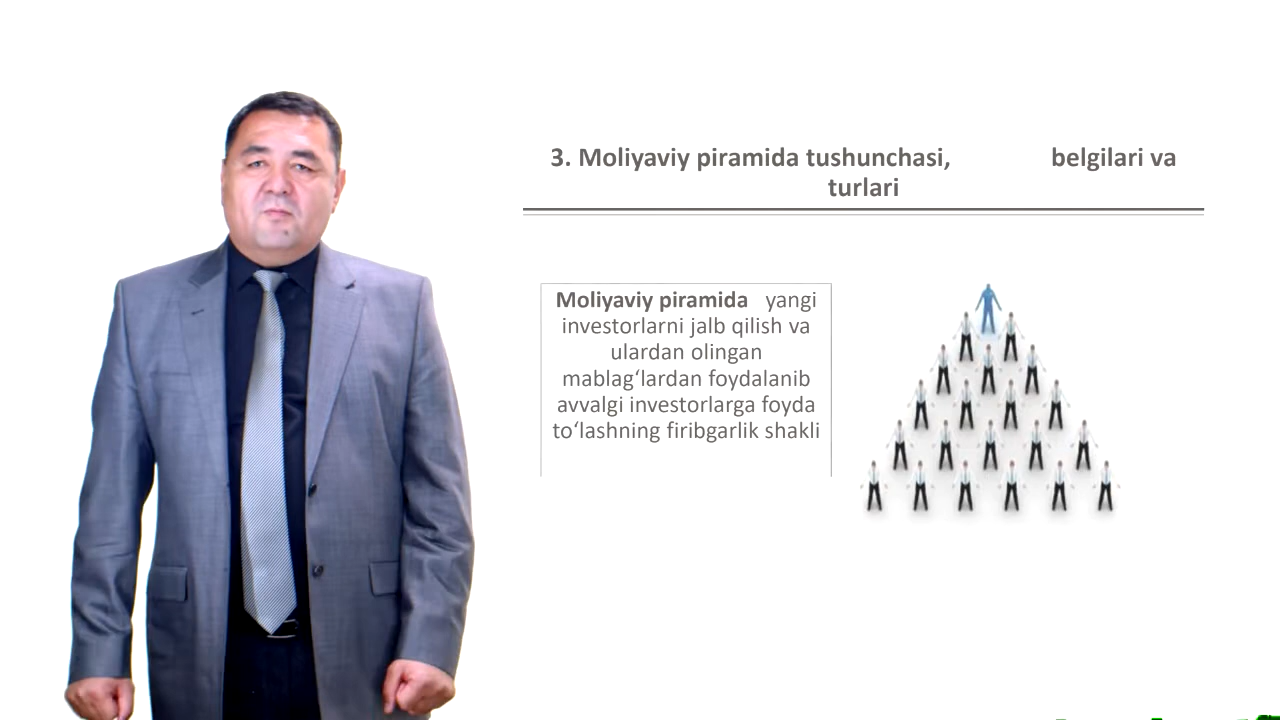 3. Moliyaviy piramida tushunchasi, belgilari va
turlari
Moliyaviy piramida yangi
investorlarni jalb qilish va
ulardan olingan
mablag‘lardan foydalanib
avvalgi investorlarga foyda
to‘lashning firibgarlik shakli